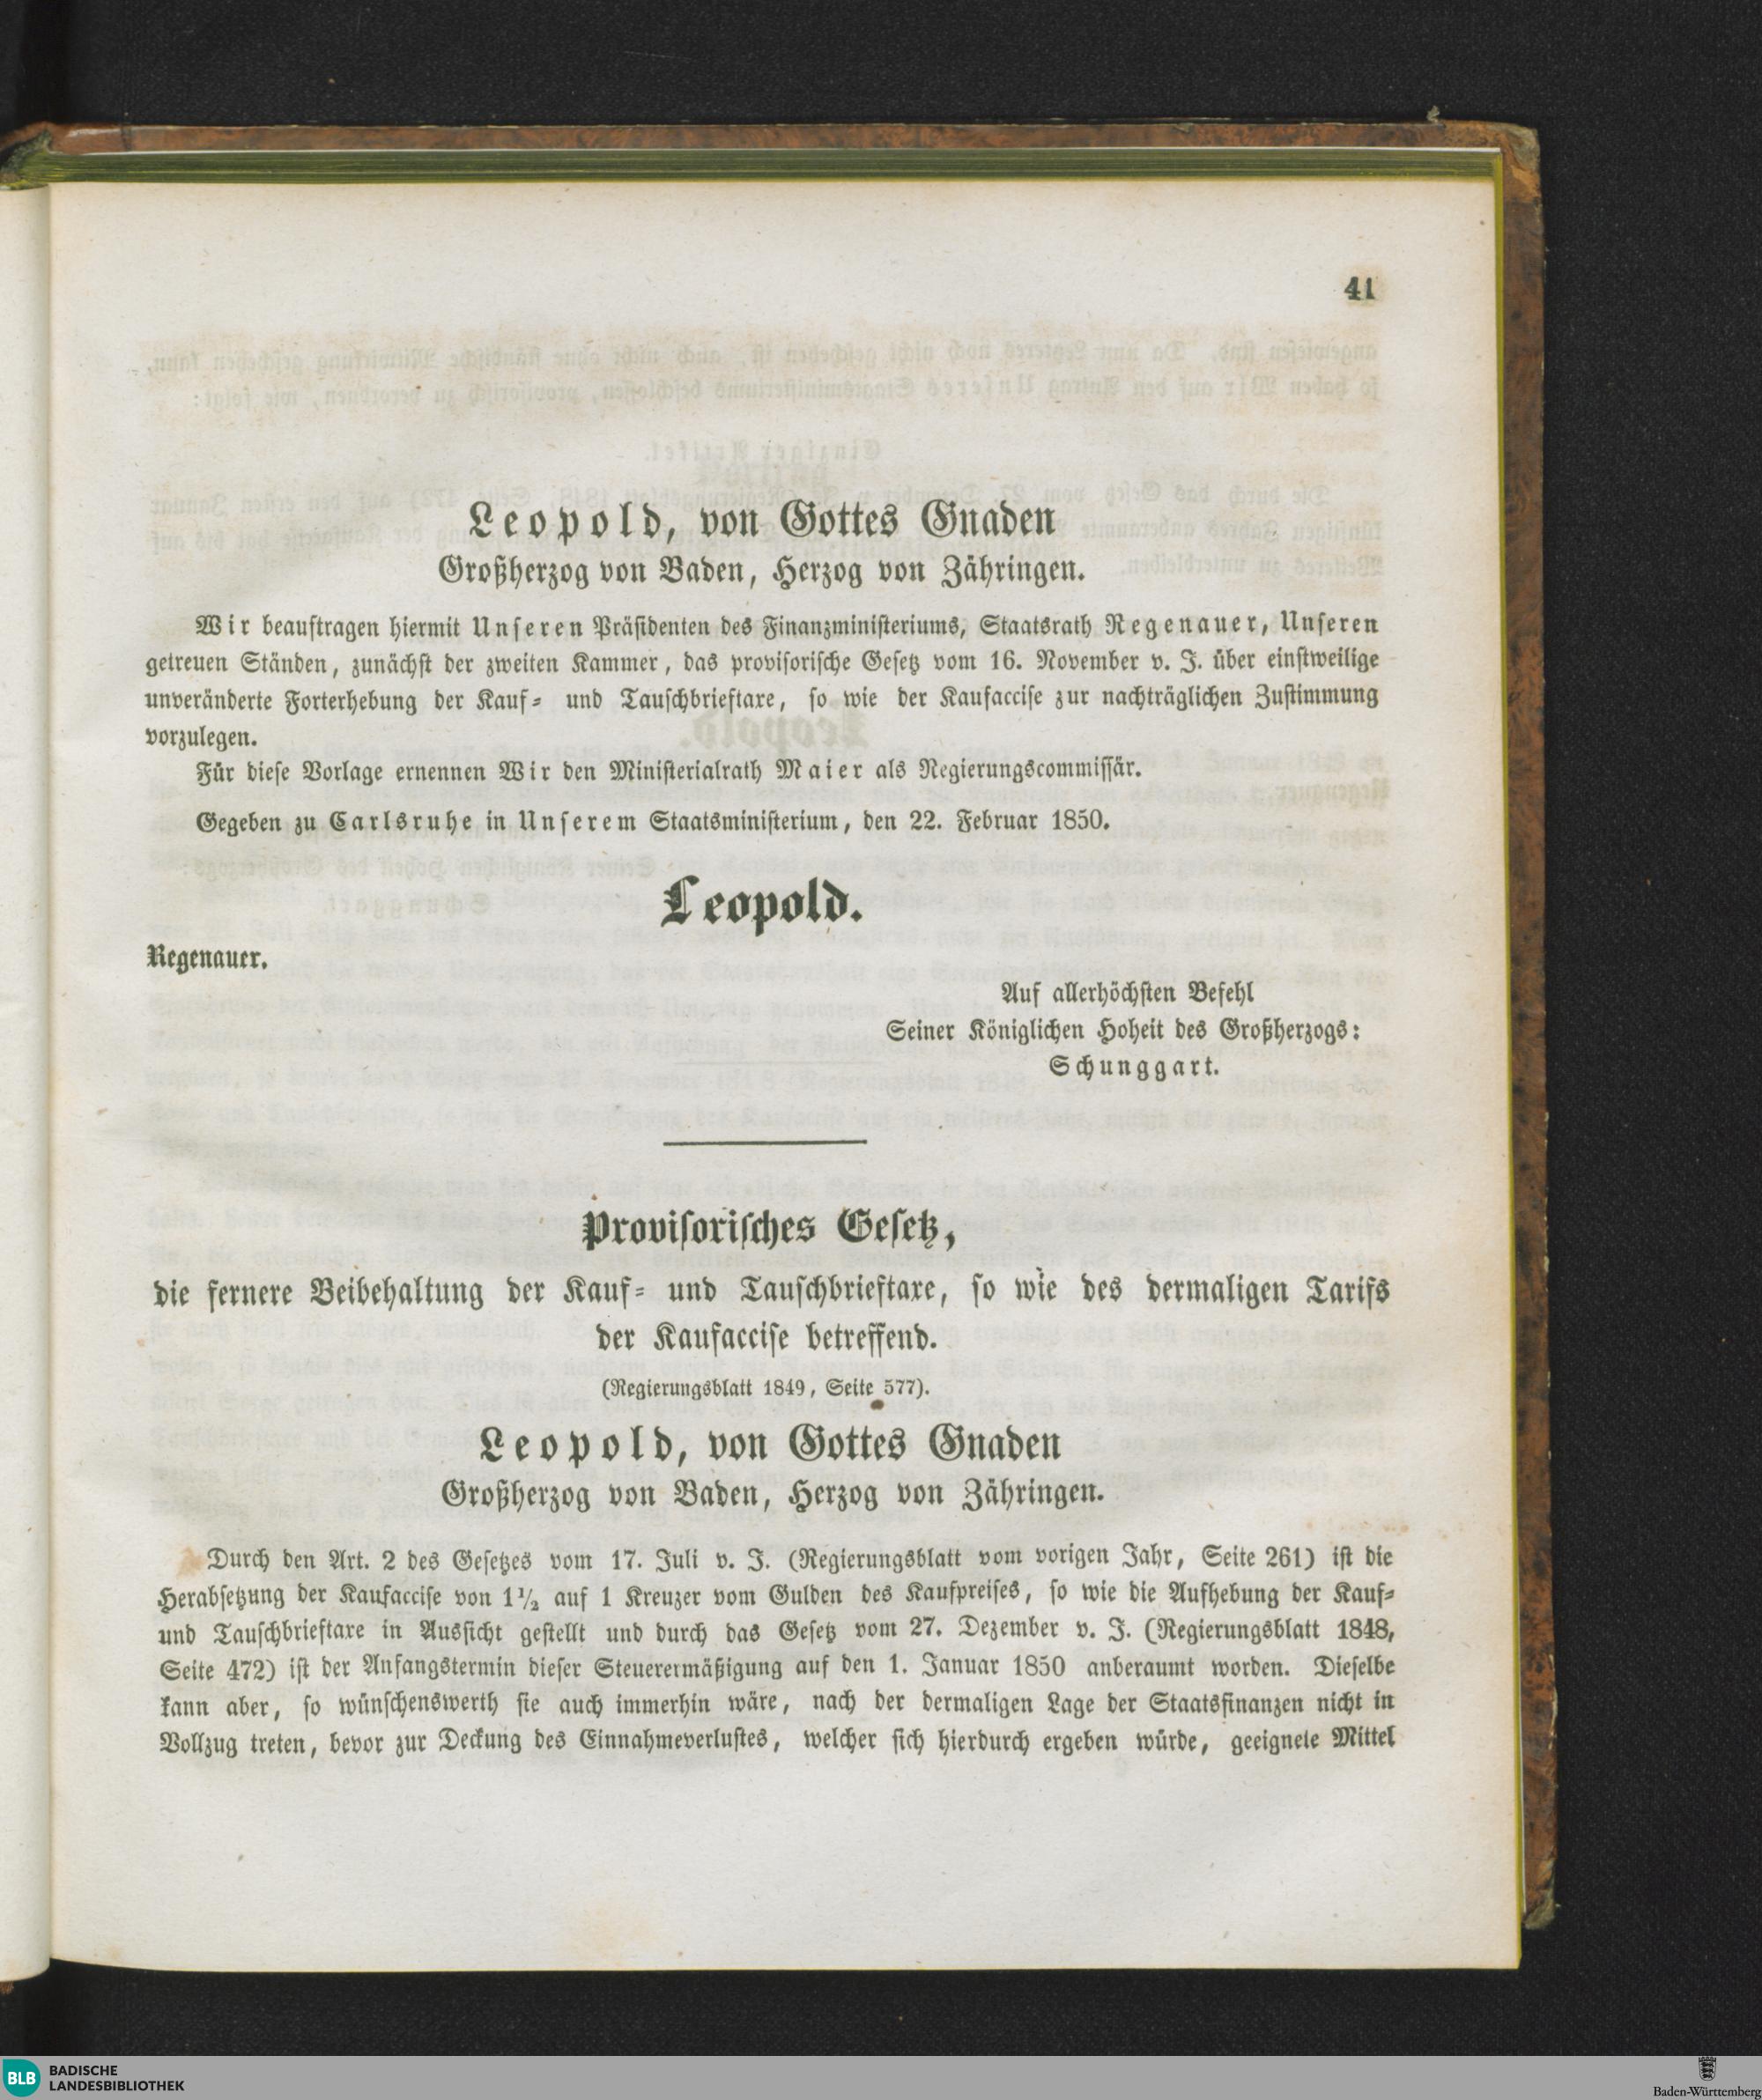 41
Leopold, von Gottes Gnaden
Großherzog von Baden, Herzog von Zähringen.
Wir beauftragen hiermit Unseren Präsidenten des Finanzministeriums, Staatsrath Regenauer, Unseren
getreuen Ständen, zunächst der zweiten Kammer, das provisorische Gesetz vom 16. November v. J. über einstweilige
unveränderte Forterhebung der Kauf- und Tauschbrieftaxe, so wie der Kaufaccise zur nachträglichen Zustimmung
vorzulegen.
Für diese Vorlage ernennen Wir den Ministerialrath Maier als Regierungscommissär.
Gegeben zu Carlsruhe in Unserem Staatsministerium, den 22. Februar 1850.
Leopold.
Regenauer.
Auf allerhöchsten Befehl
Seiner Königlichen Hoheit des Großherzogs:
Schunggart.
Provisorisches Gesetz,
die fernere Beibehaltung der Kauf- und Tauschbrieftaxe, so wie des dermaligen Tarifs
der Kaufaccise betreffend.
(Regierungsblatt 1849, Seite 577).
Leopold, von Gottes Gnaden
Großherzog von Baden, Herzog von Zähringen.
Durch den Art. 2 des Gesetzes vom 17. Juli v. J. (Regierungsblatt vom vorigen Jahr, Seite 261) ist die
Herabsetzung der Kaufaccise von 1½ auf 1 Kreuzer vom Gulden des Kaufpreises, so wie die Aufhebung der Kauf-
und Tauschbrieftaxe in Aussicht gestellt und durch das Gesetz vom 27. Dezember v. J. (Regierungsblatt 1848,
Seite 472) ist der Anfangstermin dieser Steuerermäßigung auf den 1. Januar 1850 anberaumt worden. Dieselbe
kann aber, so wünschenswerth sie auch immerhin wäre, nach der dermaligen Lage der Staatsfinanzen nicht in
Vollzug treten, bevor zur Deckung des Einnahmeverlustes, welcher sich hierdurch ergeben würde, geeignete Mittel
BLB BADISCHE
LANDESBIBLIOTHEK
Baden-Württemberg